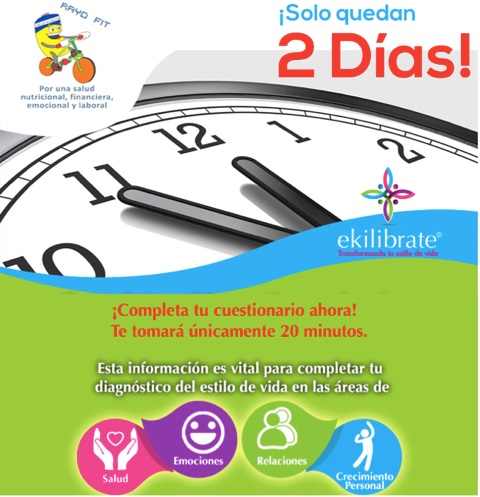 RAYO FIT
Por una salud
nutricional, financiera,
emocional y laboral
¡Solo quedan
2 Días!
10
11
12
1
2
ekilibrate®
Transformando tu estilo de vida
¡Completa tu cuestionario ahora!
Te tomará únicamente 20 minutos.
Esta información es vital para completar tu
diagnóstico del estilo de vida en las áreas de
Salud
Emociones
Relaciones
Crecimiento
Personal